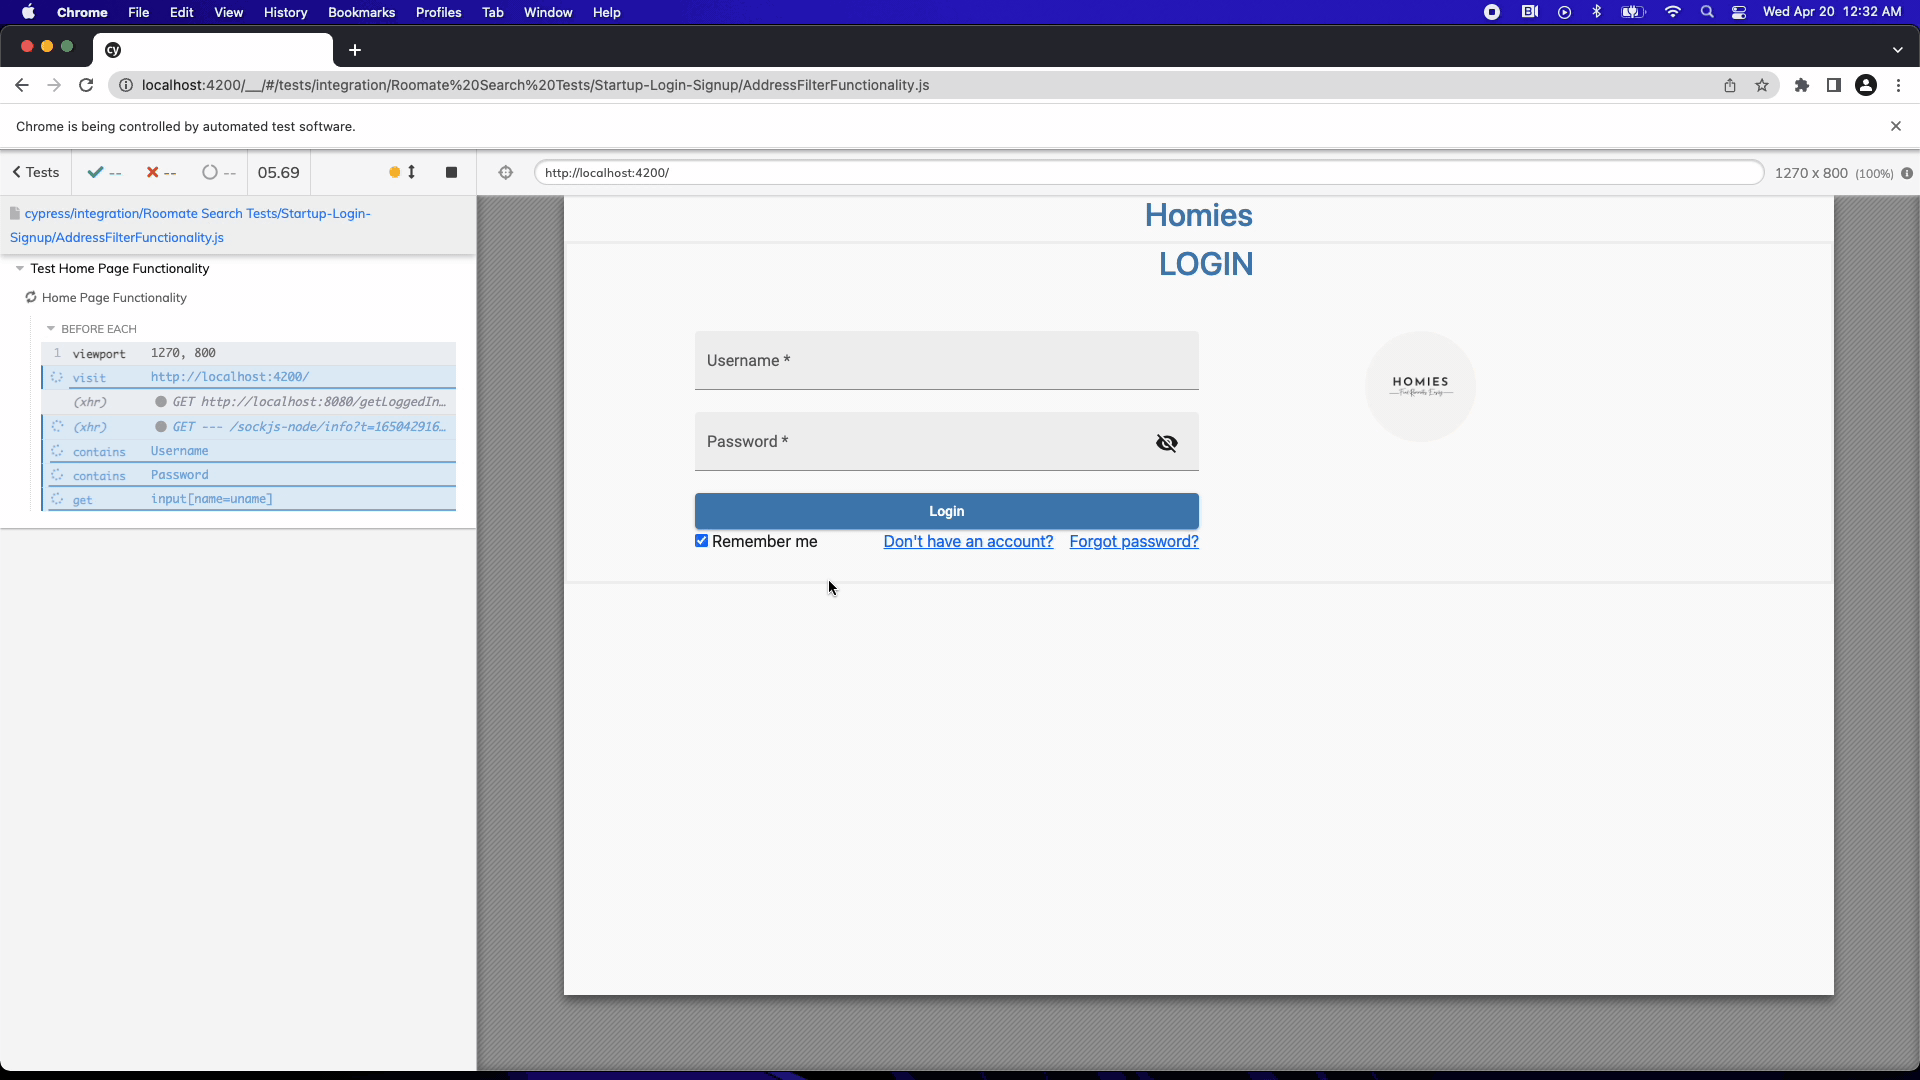 Chrome File Edit View History Bookmarks Profiles Tab Window Help Wed Apr 20 12:32 AM
cy
localhost:4200/__/#/tests/integration/Roomate%20Search%20Tests/Startup-Login-Signup/AddressFilterFunctionality.js
Chrome is being controlled by automated test software.
Tests -- -- -- 05.69 http://localhost:4200/ 1270 x 800 (100%)
cypress/integration/Roomate Search Tests/Startup-Login-
Signup/AddressFilterFunctionality.js
Test Home Page Functionality
Home Page Functionality
BEFORE EACH
1 viewport 1270, 800
visit http://localhost:4200/
(xhr) GET http://localhost:8080/getLoggedIn…
(xhr) GET --- /sockjs-node/info?t=165042916…
contains Username
contains Password
get input[name=uname]
Homies
LOGIN
Username *
Password *
Login
Remember me Don't have an account? Forgot password?
HOMIES